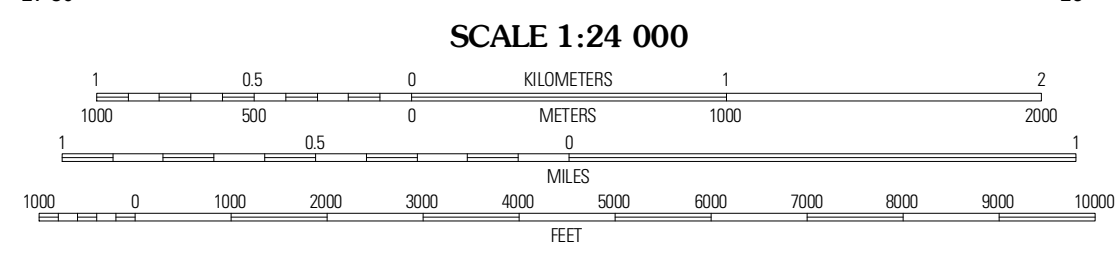 SCALE 1:24 000
1 0.5 0 KILOMETERS 1 2
1000 500 0 METERS 1000 2000
1 0.5 0 1
MILES
1000 0 1000 2000 3000 4000 5000 6000 7000 8000 9000 10000
FEET